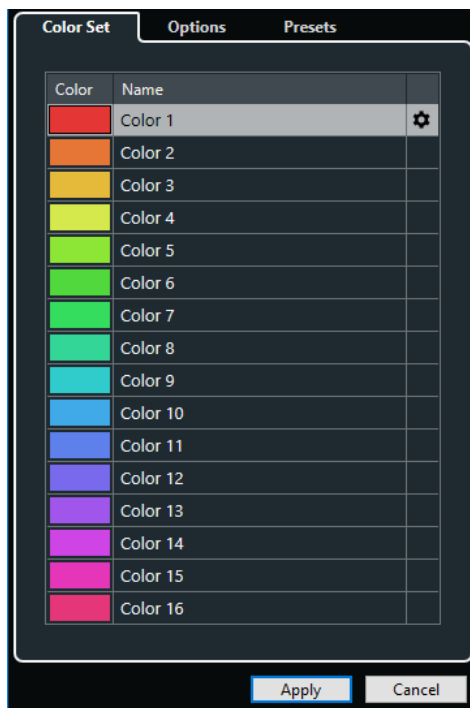 Color Set Options Presets
Color Name
Color 1
Color 2
Color 3
Color 4
Color 5
Color 6
Color 7
Color 8
Color 9
Color 10
Color 11
Color 12
Color 13
Color 14
Color 15
Color 16
Apply Cancel